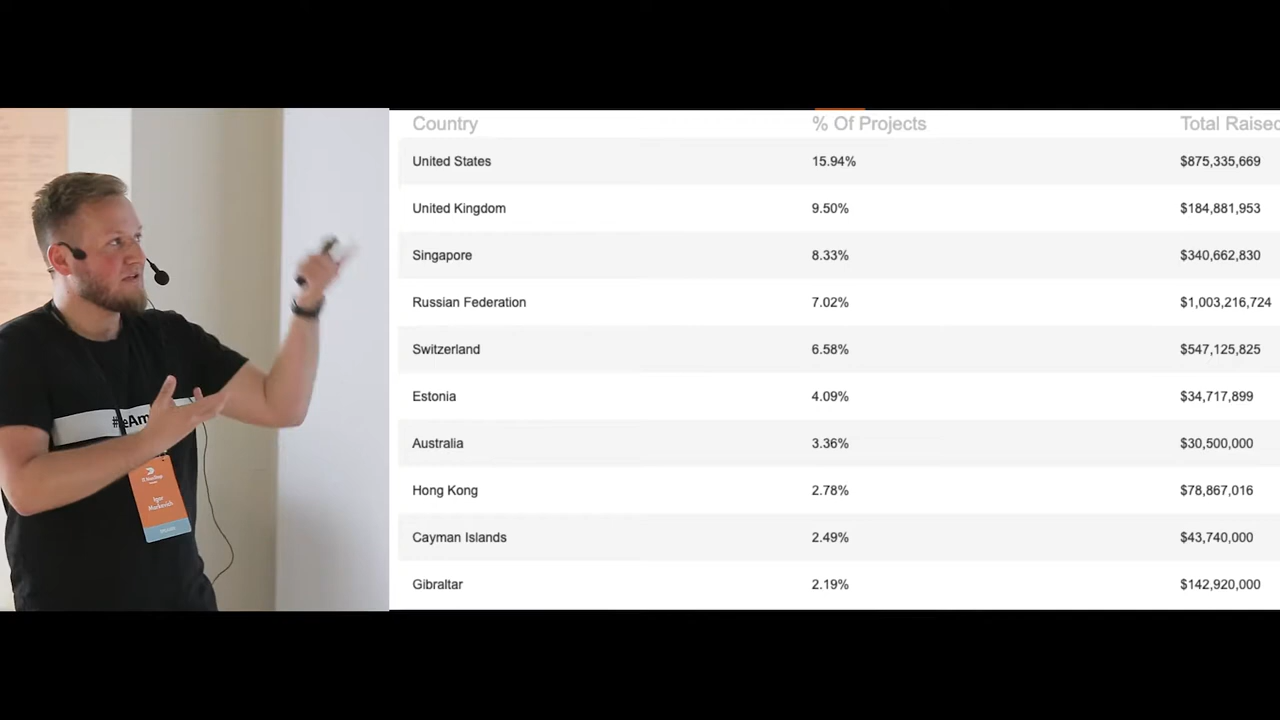 Country % Of Projects Total Raised
United States 15.94% $875,335,669
United Kingdom 9.50% $184,881,953
Singapore 8.33% $340,662,830
Russian Federation 7.02% $1,003,216,724
Switzerland 6.58% $547,125,825
Estonia 4.09% $34,717,899
Australia 3.36% $30,500,000
Hong Kong 2.78% $78,867,016
Cayman Islands 2.49% $43,740,000
Gibraltar 2.19% $142,920,000
Igor